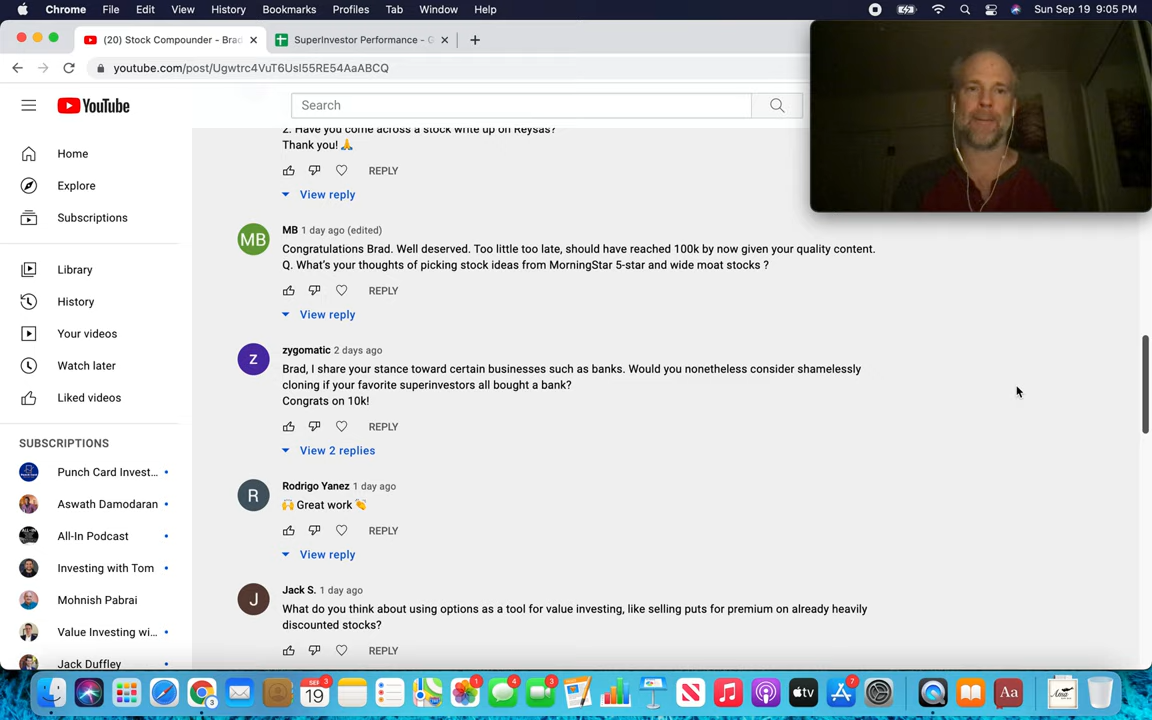 Chrome File Edit View History Bookmarks Profiles Tab Window Help Sun Sep 19 9:05 PM
(20) Stock Compounder - Brad
SuperInvestor Performance - G
youtube.com/post/Ugwtrc4VuT6Usl55RE54AaABCQ
YouTube
Search
Home
Explore
Subscriptions
Library
History
Your videos
Watch later
Liked videos
SUBSCRIPTIONS
Punch Card Invest...
Aswath Damodaran
All-In Podcast
Investing with Tom
Mohnish Pabrai
Value Investing wi...
Jack Duffley
2. Have you come across a stock write up on Reysas?
Thank you! 🙏
REPLY
View reply
MB
MB 1 day ago (edited)
Congratulations Brad. Well deserved. Too little too late, should have reached 100k by now given your quality content.
Q. What's your thoughts of picking stock ideas from MorningStar 5-star and wide moat stocks ?
REPLY
View reply
Z
zygomatic 2 days ago
Brad, I share your stance toward certain businesses such as banks. Would you nonetheless consider shamelessly
cloning if your favorite superinvestors all bought a bank?
Congrats on 10k!
REPLY
View 2 replies
R
Rodrigo Yanez 1 day ago
🙌 Great work 👏
REPLY
View reply
J
Jack S. 1 day ago
What do you think about using options as a tool for value investing, like selling puts for premium on already heavily
discounted stocks?
REPLY
3
SEP
19
1
4
3
tv
7
Aa